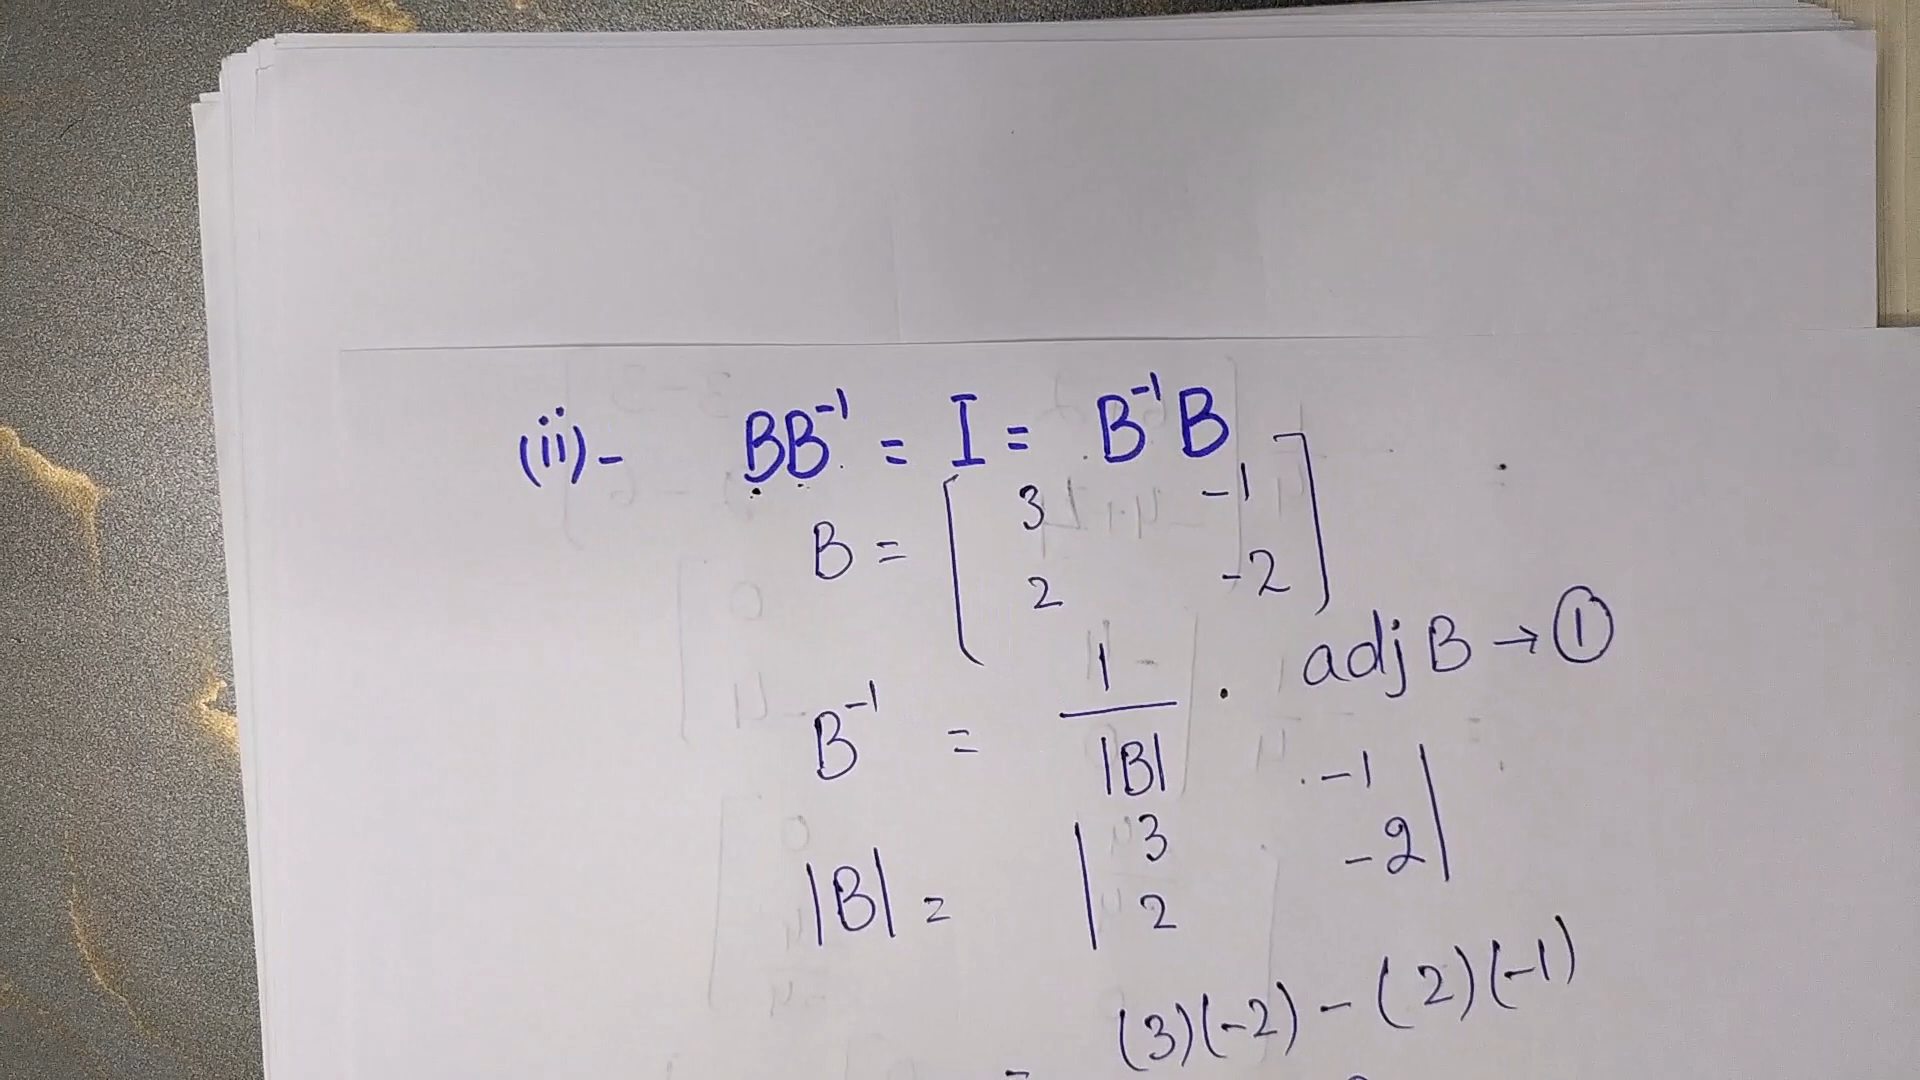 (ii)- BB⁻¹ = I = B⁻¹B
B = [ 3 -1
2 -2 ]
B⁻¹ = 1/|B| . adj B → ①
|B| = | 3 -1
2 -2 |
= (3)(-2) - (2)(-1)